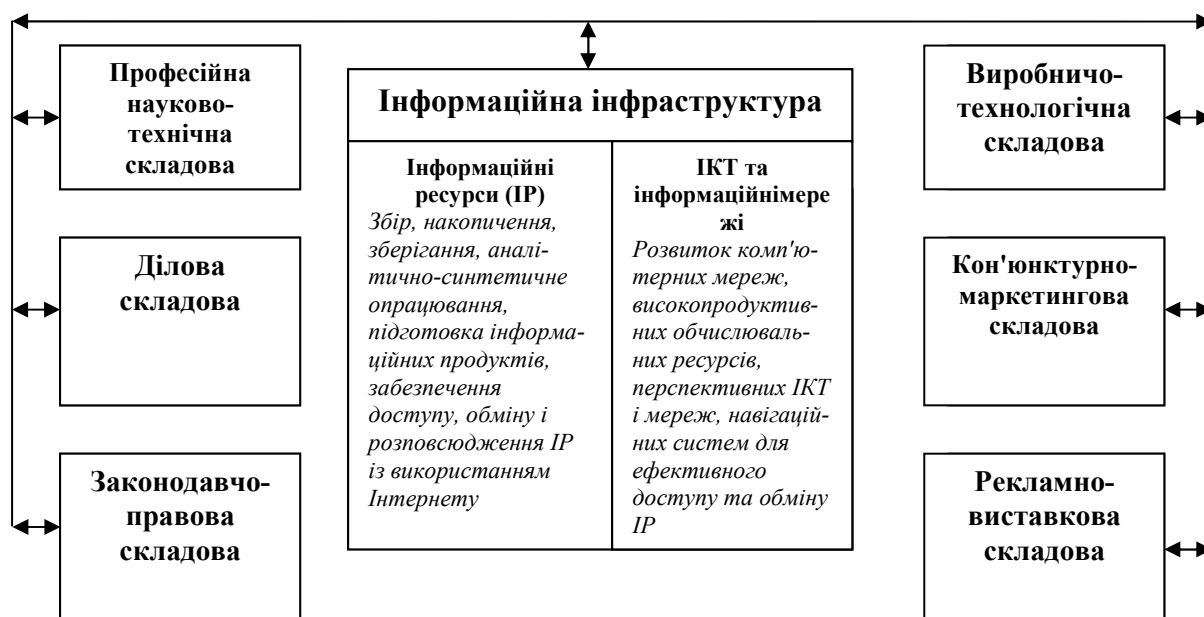 Професійна
науково-
технічна
складова
Ділова
складова
Законодавчо-
правова
складова
Інформаційна інфраструктура
Інформаційні
ресурси (ІР)
Збір, накопичення,
зберігання, аналі-
тично-синтетичне
опрацювання,
підготовка інформа-
ційних продуктів,
забезпечення
доступу, обміну і
розповсюдження ІР
із використанням
Інтернету
ІКТ та
інформаційнімере
жі
Розвиток комп'ю-
терних мереж,
високопродуктив-
них обчислюваль-
них ресурсів,
перспективних ІКТ
і мереж, навігацій-
них систем для
ефективного
доступу та обміну
ІР
Виробничо-
технологічна
складова
Кон'юнктурно-
маркетингова
складова
Рекламно-
виставкова
складова